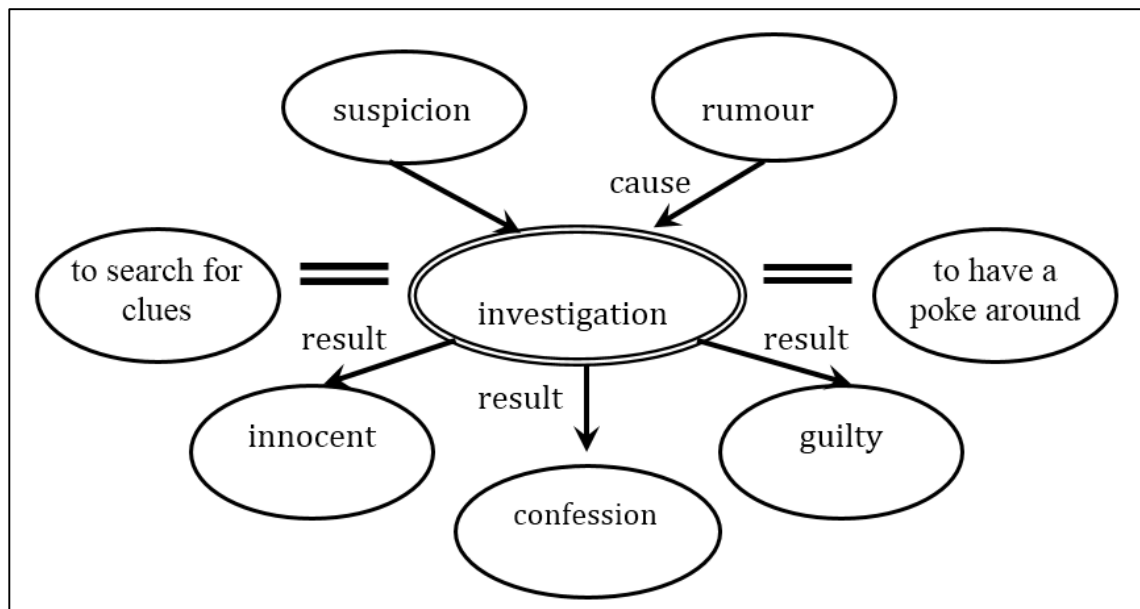 suspicion
rumour
cause
to search for
clues
investigation
to have a
poke around
result
result
result
innocent
guilty
confession